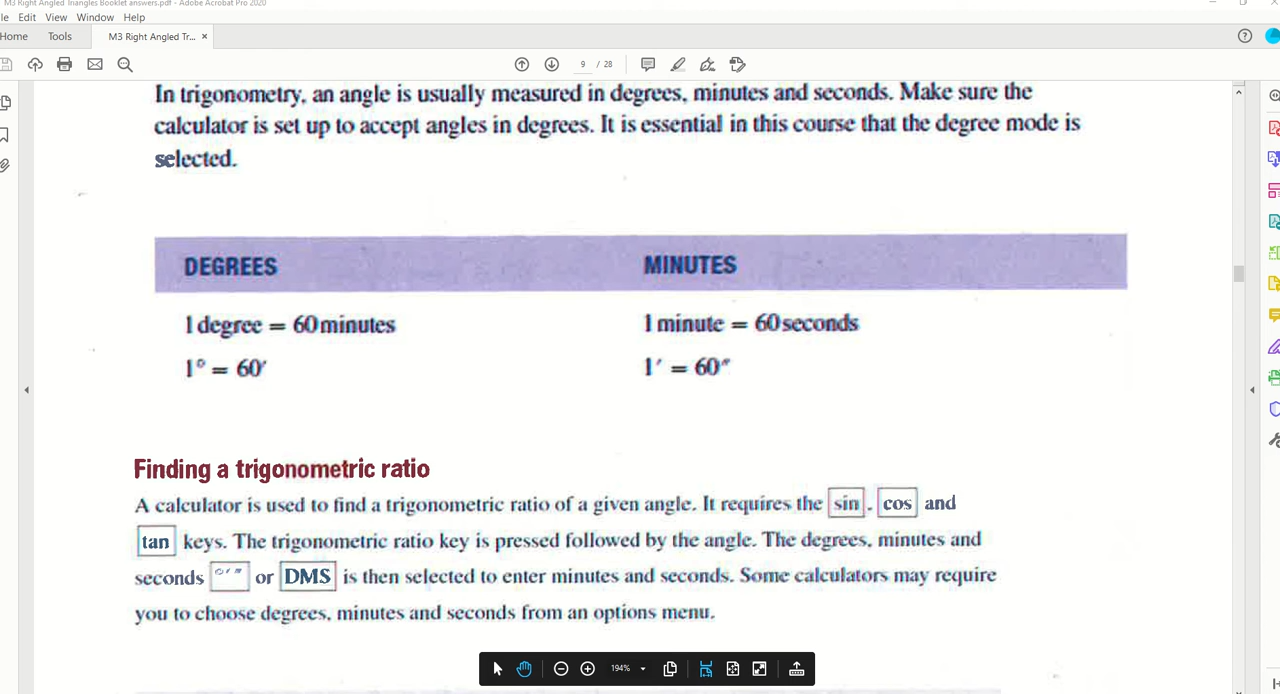 M3 Right Angled Triangles Booklet answers.pdf - Adobe Acrobat Pro 2020
le Edit View Window Help
Home Tools M3 Right Angled Tr... ×
9 / 28
In trigonometry, an angle is usually measured in degrees, minutes and seconds. Make sure the
calculator is set up to accept angles in degrees. It is essential in this course that the degree mode is
selected.
DEGREES MINUTES
1 degree = 60 minutes 1 minute = 60 seconds
1° = 60′ 1′ = 60″
Finding a trigonometric ratio
A calculator is used to find a trigonometric ratio of a given angle. It requires the sin , cos and
tan keys. The trigonometric ratio key is pressed followed by the angle. The degrees, minutes and
seconds ° ′ ″ or DMS is then selected to enter minutes and seconds. Some calculators may require
you to choose degrees, minutes and seconds from an options menu.
194%